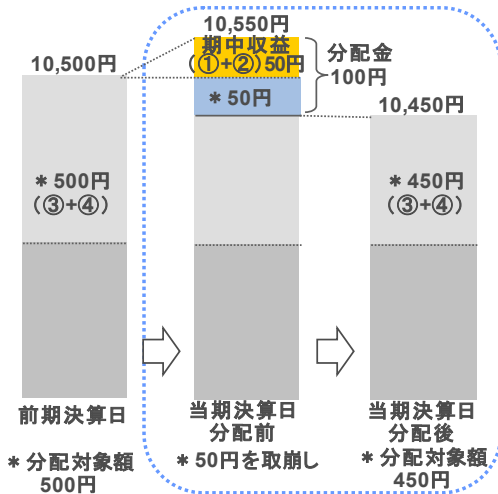 10,550円
期中収益
(①+②)50円
分配金
100円
10,500円
＊50円
10,450円
＊500円
(③+④)
＊450円
(③+④)
前期決算日
当期決算日
分配前
当期決算日
分配後
＊分配対象額
500円
＊50円を取崩し
＊分配対象額
450円